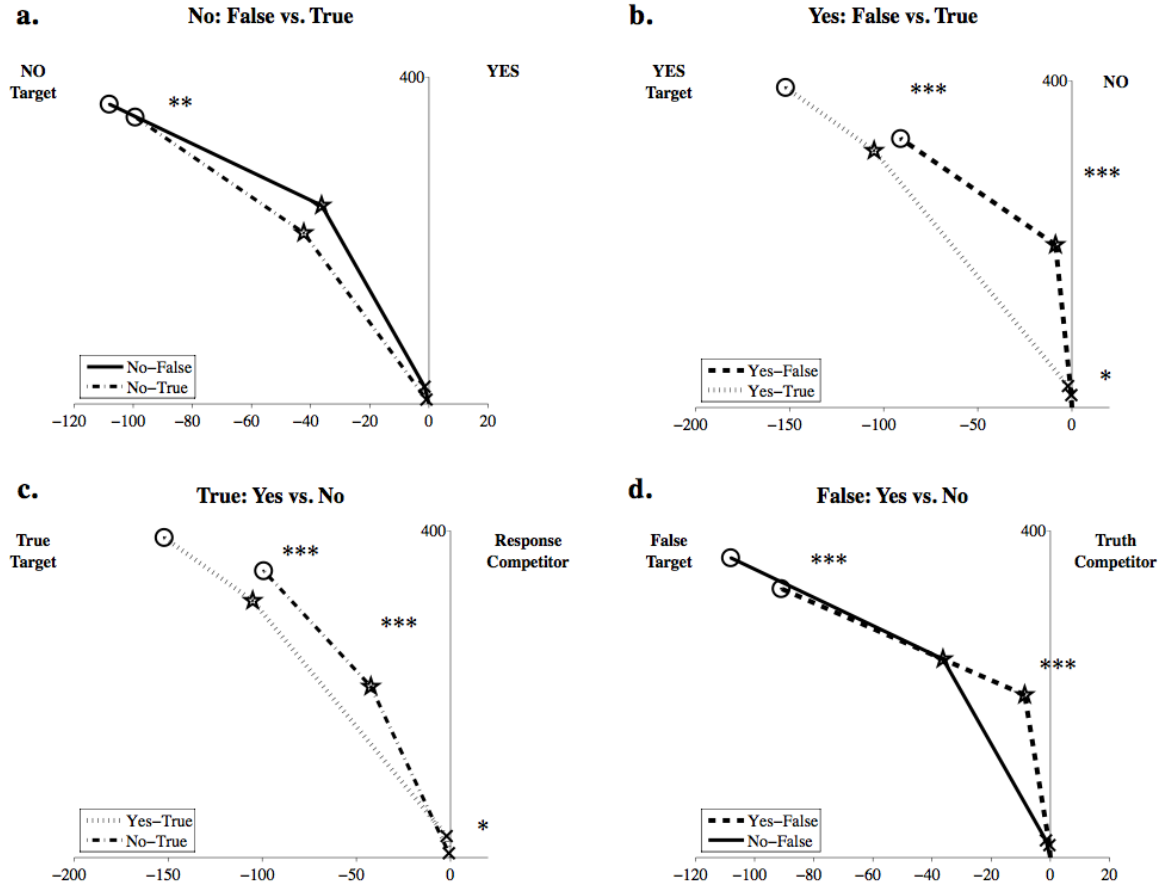 a.
No: False vs. True
NO
Target
400
YES
**
No–False
No–True
−120 −100 −80 −60 −40 −20 0 20
b.
Yes: False vs. True
YES
Target
400
NO
***
***
*
Yes–False
Yes–True
−200 −150 −100 −50 0
c.
True: Yes vs. No
True
Target
400
Response
Competitor
***
***
*
Yes–True
No–True
−200 −150 −100 −50 0
d.
False: Yes vs. No
False
Target
400
Truth
Competitor
***
***
Yes–False
No–False
−120 −100 −80 −60 −40 −20 0 20